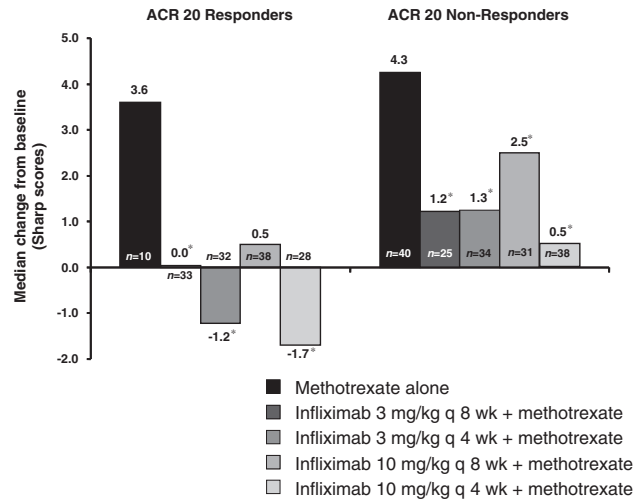 ACR 20 Responders
ACR 20 Non-Responders
Median change from baseline
(Sharp scores)
5.0
4.0
3.0
2.0
1.0
0.0
-1.0
-2.0
3.6
n=10
0.0*
n=33
n=32
-1.2*
0.5
n=38
n=28
-1.7*
4.3
n=40
1.2*
n=25
1.3*
n=34
2.5*
n=31
0.5*
n=38
Methotrexate alone
Infliximab 3 mg/kg q 8 wk + methotrexate
Infliximab 3 mg/kg q 4 wk + methotrexate
Infliximab 10 mg/kg q 8 wk + methotrexate
Infliximab 10 mg/kg q 4 wk + methotrexate